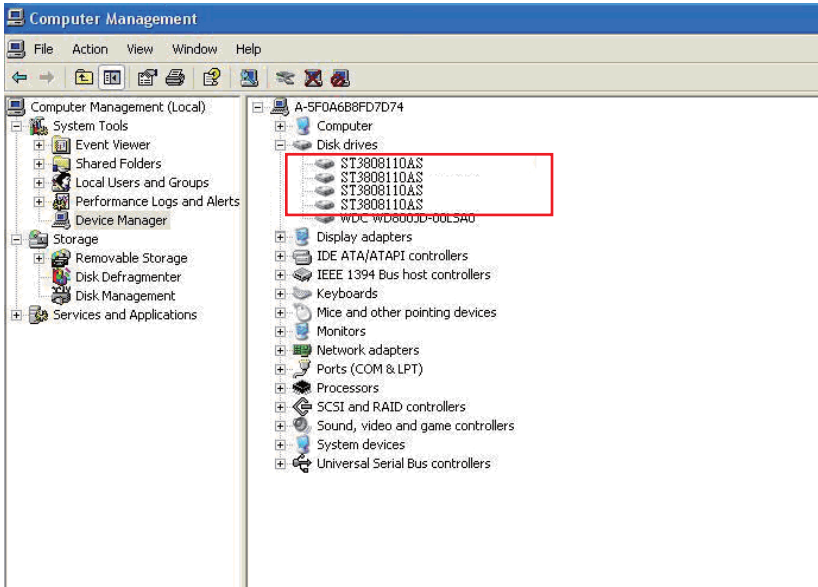 Computer Management
File Action View Window Help
Computer Management (Local)
System Tools
Event Viewer
Shared Folders
Local Users and Groups
Performance Logs and Alerts
Device Manager
Storage
Removable Storage
Disk Defragmenter
Disk Management
Services and Applications
A-5F0A6B8FD7D74
Computer
Disk drives
ST3808110AS
ST3808110AS
ST3808110AS
ST3808110AS
WDC WD800JD-00LSA0
Display adapters
IDE ATA/ATAPI controllers
IEEE 1394 Bus host controllers
Keyboards
Mice and other pointing devices
Monitors
Network adapters
Ports (COM & LPT)
Processors
SCSI and RAID controllers
Sound, video and game controllers
System devices
Universal Serial Bus controllers